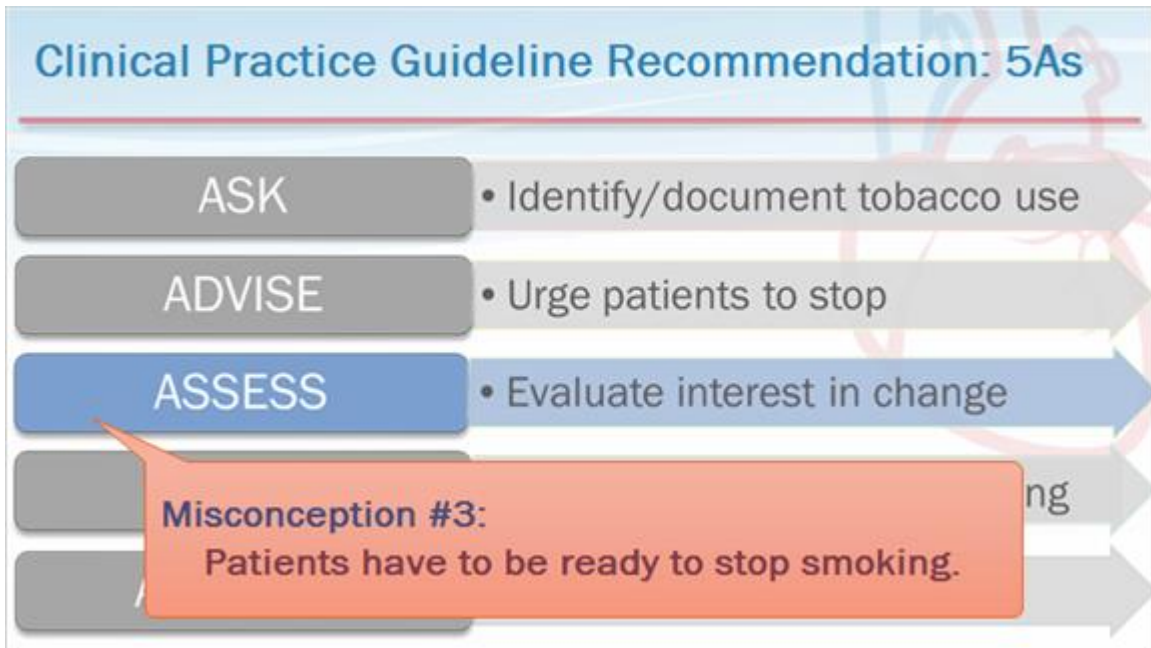 Clinical Practice Guideline Recommendation: 5As
ASK
• Identify/document tobacco use
ADVISE
• Urge patients to stop
ASSESS
• Evaluate interest in change
ng
Misconception #3:
Patients have to be ready to stop smoking.